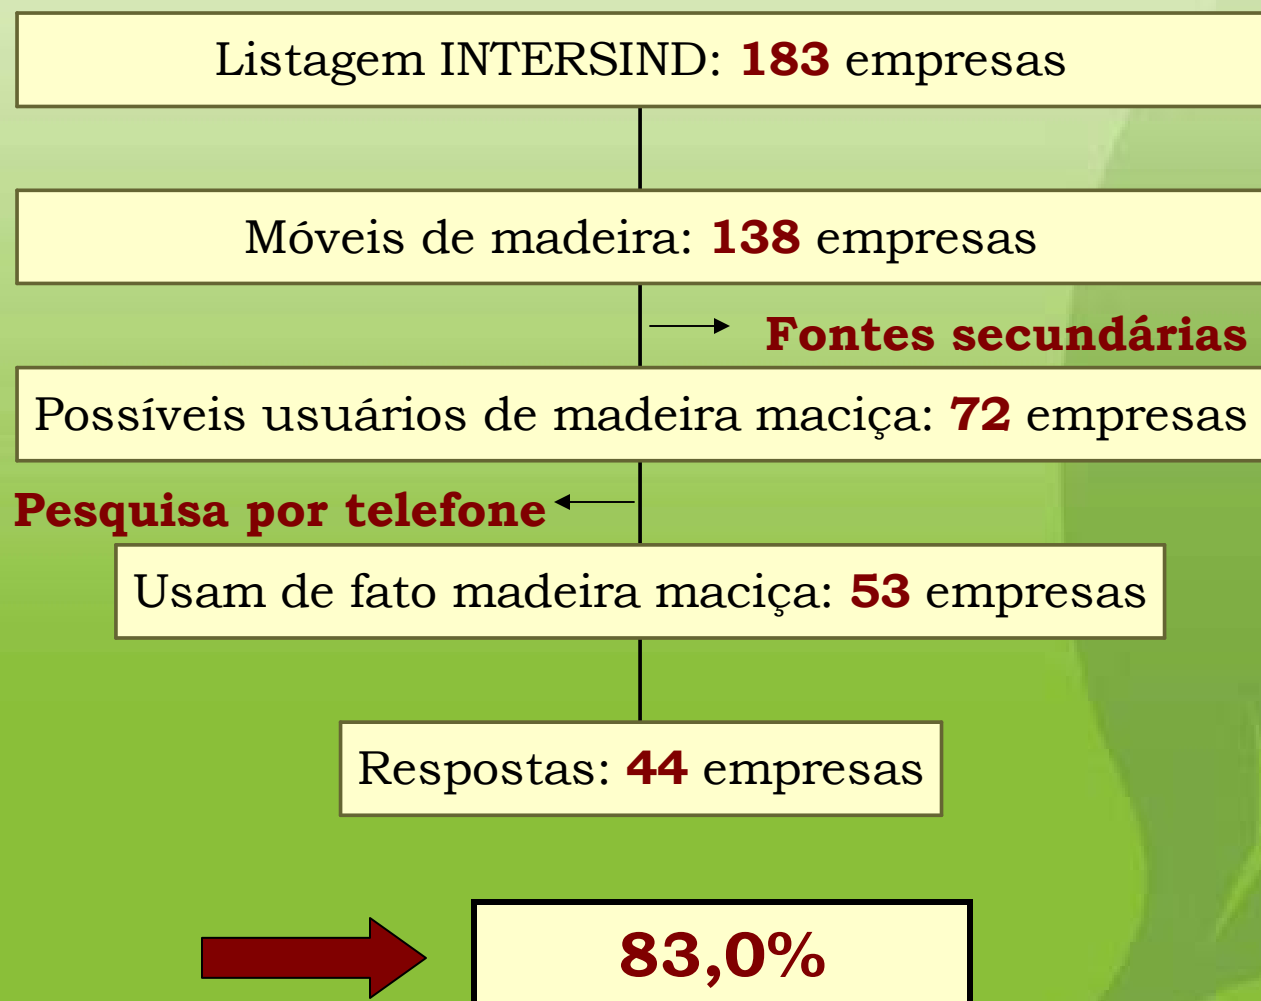 Listagem INTERSIND: 183 empresas
Móveis de madeira: 138 empresas
Fontes secundárias
Possíveis usuários de madeira maciça: 72 empresas
Pesquisa por telefone
Usam de fato madeira maciça: 53 empresas
Respostas: 44 empresas
83,0%